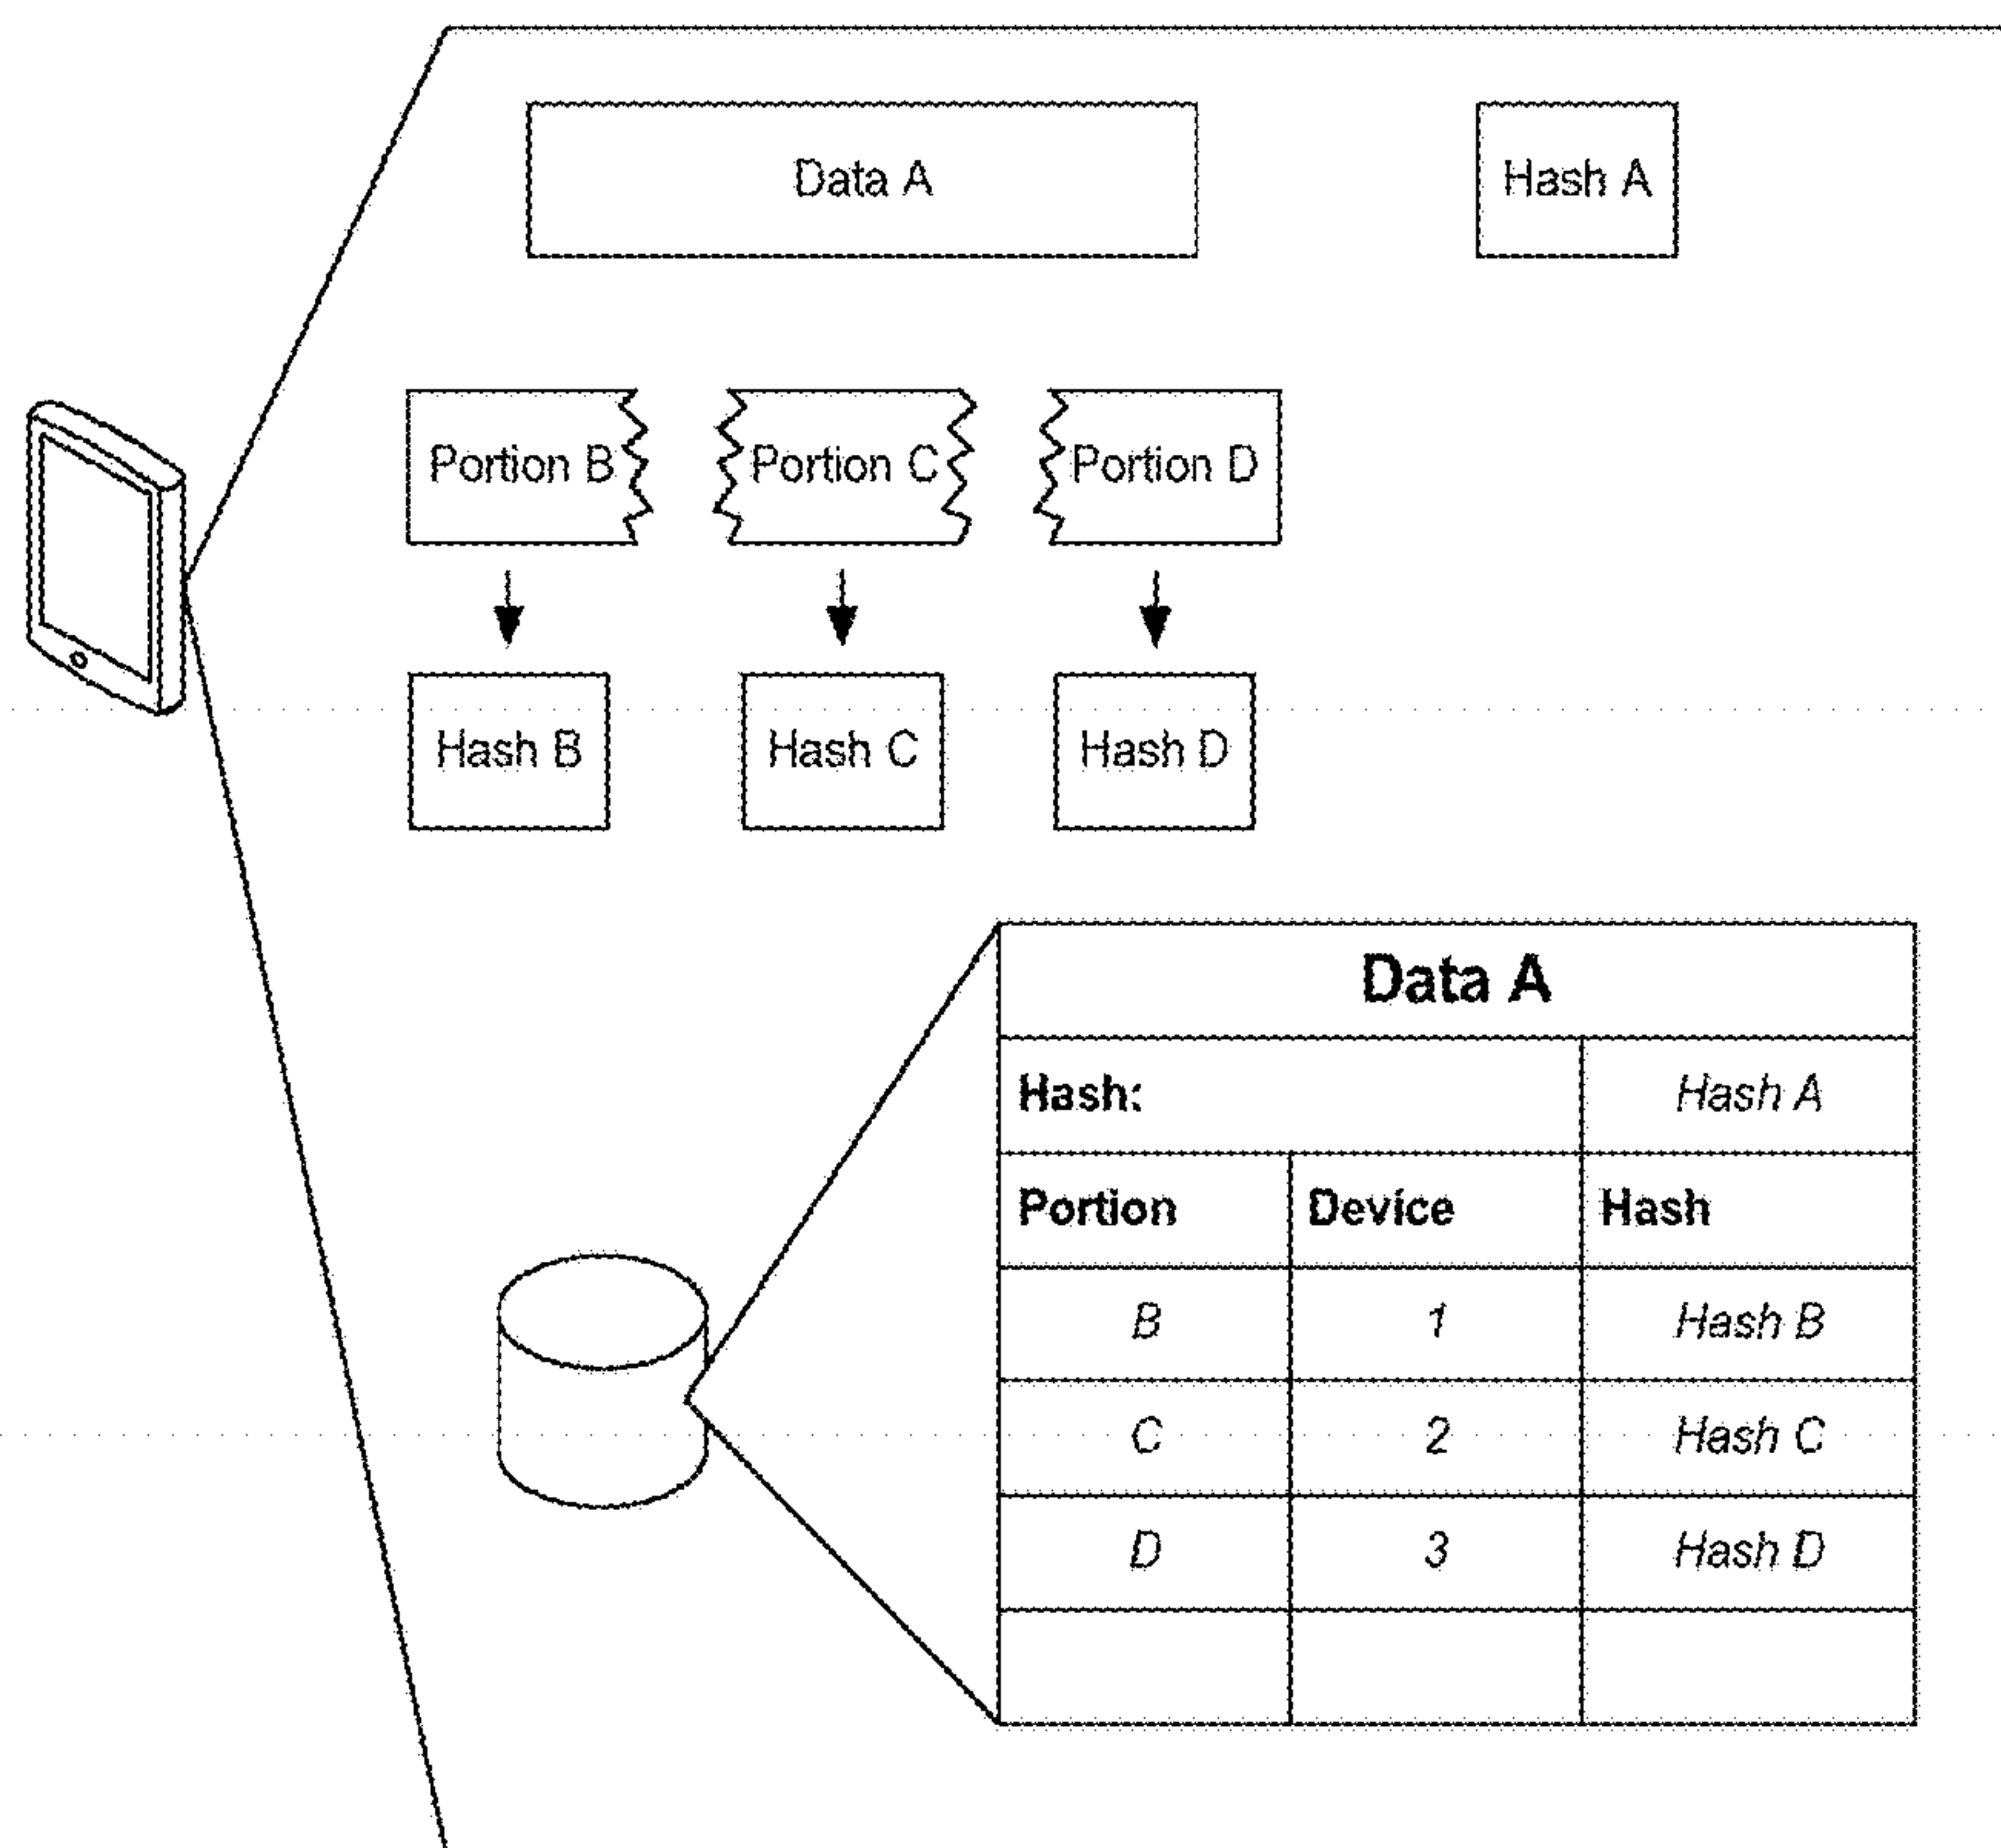 Data A Hash A
Portion B Portion C Portion D
Hash B Hash C Hash D
Data A
Hash: Hash A
Portion Device Hash
B 1 Hash B
C 2 Hash C
D 3 Hash D